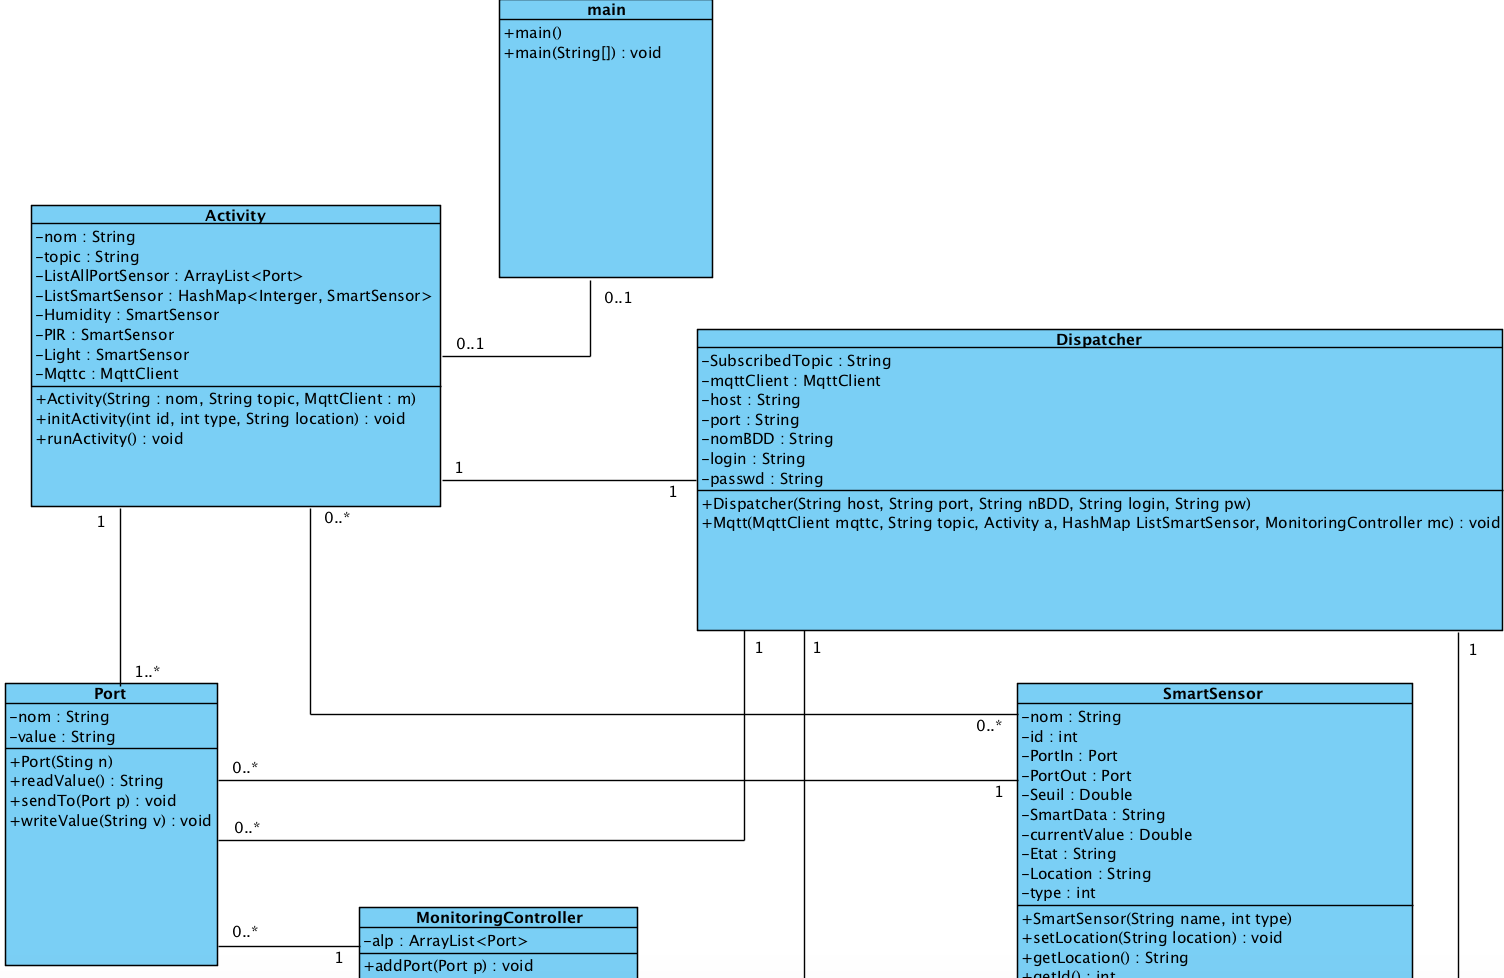 main
+main()
+main(String[]) : void
0..1
Activity
-nom : String
-topic : String
-ListAllPortSensor : ArrayList<Port>
-ListSmartSensor : HashMap<Interger, SmartSensor>
-Humidity : SmartSensor
-PIR : SmartSensor
-Light : SmartSensor
-Mqttc : MqttClient
+Activity(String : nom, String topic, MqttClient : m)
+initActivity(int id, int type, String location) : void
+runActivity() : void
0..1
Dispatcher
-SubscribedTopic : String
-mqttClient : MqttClient
-host : String
-port : String
-nomBDD : String
-login : String
-passwd : String
+Dispatcher(String host, String port, String nBDD, String login, String pw)
+Mqtt(MqttClient mqttc, String topic, Activity a, HashMap ListSmartSensor, MonitoringController mc) : void
1
1
1
0..*
1
1
1
1..*
Port
-nom : String
-value : String
+Port(Sting n)
+readValue() : String
+sendTo(Port p) : void
+writeValue(String v) : void
0..*
0..*
0..*
0..*
1
1
MonitoringController
-alp : ArrayList<Port>
+addPort(Port p) : void
SmartSensor
-nom : String
-id : int
-PortIn : Port
-PortOut : Port
-Seuil : Double
-SmartData : String
-currentValue : Double
-Etat : String
-Location : String
-type : int
+SmartSensor(String name, int type)
+setLocation(String location) : void
+getLocation() : String
+getId() : int